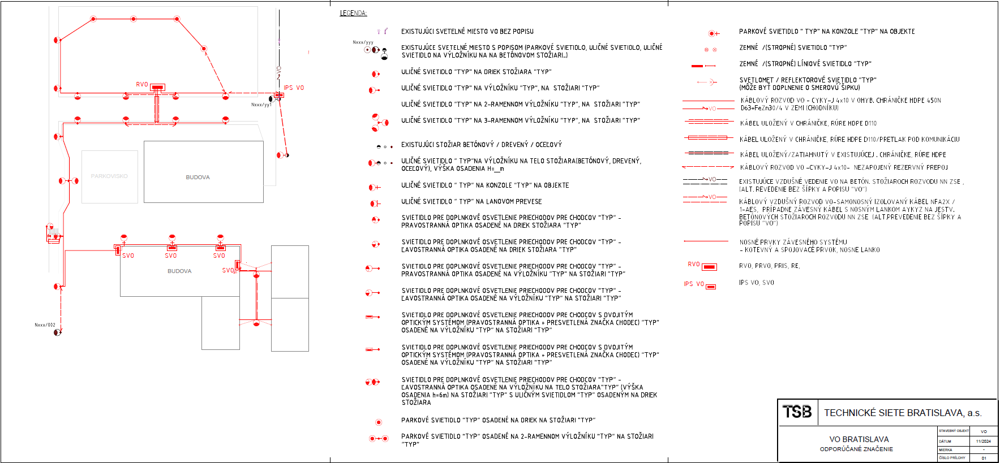 RVO
VO
IPS VO
Nxxx/yy1
PARKOVISKO
BUDOVA
SVO
SVO
SVO
SVO
BUDOVA
Nxxx/002
LEGENDA:
EXISTUJÚCI SVETELNÉ MIESTO VO BEZ POPISU
Nxxx/yyy
EXISTUJÚCE SVETELNÉ MIESTO S POPISOM (PARKOVÉ SVIETIDLO, ULIČNÉ SVIETIDLO, ULIČNÉ
SVIETIDLO NA VÝLOŽNÍKU NA NA BETÓNOVOM STOŽIARI..)
ULIČNÉ SVIETIDLO "TYP" NA DRIEK STOŽIARA "TYP"
ULIČNÉ SVIETIDLO "TYP" NA VÝLOŽNÍKU "TYP", NA STOŽIARI "TYP"
ULIČNÉ SVIETIDLO "TYP" NA 2-RAMENNOM VÝLOŽNÍKU "TYP", NA STOŽIARI "TYP"
ULIČNÉ SVIETIDLO "TYP" NA 3-RAMENNOM VÝLOŽNÍKU "TYP", NA STOŽIARI "TYP"
EXISTUJÚCI STOŽIAR BETÓNOVÝ / DREVENÝ / OCEĽOVÝ
ULIČNÉ SVIETIDLO " TYP"NA VÝLOŽNÍKU NA TELO STOŽIARA(BETÓNOVÝ, DREVENÝ,
OCEĽOVÝ), VÝŠKA OSADENIA H=__m
ULIČNÉ SVIETIDLO " TYP" NA KONZOLE "TYP" NA OBJEKTE
ULIČNÉ SVIETIDLO " TYP" NA LANOVOM PREVESE
SVIETIDLO PRE DOPLNKOVÉ OSVETLENIE PRIECHODOV PRE CHODCOV "TYP" -
PRAVOSTRANNÁ OPTIKA OSADENÉ NA DRIEK STOŽIARA "TYP"
SVIETIDLO PRE DOPLNKOVÉ OSVETLENIE PRIECHODOV PRE CHODCOV "TYP" -
ĽAVOSTRANNÁ OPTIKA OSADENÉ NA DRIEK STOŽIARA "TYP"
SVIETIDLO PRE DOPLNKOVÉ OSVETLENIE PRIECHODOV PRE CHODCOV "TYP" -
PRAVOSTRANNÁ OPTIKA OSADENÉ NA VÝLOŽNÍKU "TYP" NA STOŽIARI "TYP"
SVIETIDLO PRE DOPLNKOVÉ OSVETLENIE PRIECHODOV PRE CHODCOV "TYP" -
ĽAVOSTRANNÁ OPTIKA OSADENÉ NA VÝLOŽNÍKU "TYP" NA STOŽIARI "TYP"
SVIETIDLO PRE DOPLNKOVÉ OSVETLENIE PRIECHODOV PRE CHODCOV S DVOJITÝM
OPTICKÝM SYSTÉMOM (PRAVOSTRANNÁ OPTIKA + PRESVETLENÁ ZNAČKA CHODEC) "TYP"
OSADENÉ NA VÝLOŽNÍKU "TYP" NA STOŽIARI "TYP"
SVIETIDLO PRE DOPLNKOVÉ OSVETLENIE PRIECHODOV PRE CHODCOV S DVOJITÝM
OPTICKÝM SYSTÉMOM (PRAVOSTRANNÁ OPTIKA + PRESVETLENÁ ZNAČKA CHODEC) "TYP"
OSADENÉ NA VÝLOŽNÍKU "TYP" NA STOŽIARI "TYP"
SVIETIDLO PRE DOPLNKOVÉ OSVETLENIE PRIECHODOV PRE CHODCOV "TYP" -
ĽAVOSTRANNÁ OPTIKA OSADENÉ NA VÝLOŽNÍKU NA TELO STOŽIARA"TYP" (VÝŠKA
OSADENIA h=6m) NA STOŽIARI "TYP" S ULIČNÝM SVIETIDLOM "TYP" OSADENÝM NA DRIEK
STOŽIARA
PARKOVÉ SVIETIDLO "TYP" OSADENÉ NA DRIEK NA STOŽIARI "TYP"
PARKOVÉ SVIETIDLO "TYP" OSADENÉ NA 2-RAMENNOM VÝLOŽNÍKU "TYP" NA STOŽIARI
"TYP"
PARKOVÉ SVIETIDLO " TYP" NA KONZOLE "TYP" NA OBJEKTE
ZEMNÉ /(STROPNÉ) SVIETIDLO "TYP"
ZEMNÉ /(STROPNÉ) LÍNIOVÉ SVIETIDLO "TYP"
SVETLOMET / REFLEKTOROVÉ SVIETIDLO "TYP"
(MÔŽE BYŤ DOPLNENIE O SMEROVÚ ŠÍPKU)
KÁBLOVÝ ROZVOD VO - CYKY-J 4x10 V OHYB. CHRÁNIČKE HDPE 450N
VO D63+FeZn30/4 V ZEMI (CHODNÍKU)
KÁBEL ULOŽENÝ V CHRÁNIČKE, RÚRE HDPE D110
KÁBEL ULOŽENÝ V CHRÁNIČKE, RÚRE HDPE D110/PRETLAK POD KOMUNIKÁCIU
KÁBEL ULOŽENÝ/ZATIAHNUTÝ V EXISTUJÚCEJ . CHRÁNIČKE, RÚRE HDPE
KÁBLOVÝ ROZVOD VO -CYKY-J 4x10- NEZAPOJENÝ REZERVNÝ PREPOJ
VO EXISTUJÚCE VZDUŠNÉ VEDENIE VO NA BETÓN. STOŽIAROCH ROZVODU NN ZSE ,
(ALT. REVEDENIE BEZ ŠÍPKY A POPISU "VO")
VO KÁBLOVÝ VZDUŠNÝ ROZVOD VO-SAMONOSNÝ IZOLOVANÝ KÁBEL NFA2X /
1-AES, PRÍPADNE ZÁVESNÝ KÁBEL S NOSNÝM LANKOM AYKYZ NA JESTV.
BETÓNOVÝCH STOŽIAROCH ROZVODU NN ZSE (ALT.PREVEDENIE BEZ ŠÍPKY A
POPISU "VO")
NOSNÉ PRVKY ZÁVESNÉHO SYSTÉMU
- KOTEVNÝ A SPOJOVACÉ PRVOK, NOSNE LANKO
RVO RVO, PRVO, PRIS, RE,
IPS VO IPS VO, SVO
TSB TECHNICKÉ SIETE BRATISLAVA, a.s.
VO BRATISLAVA
ODPORÚČANÉ ZNAČENIE
STAVEBNÝ OBJEKT VO
DÁTUM 11/2024
MIERKA -
ČÍSLO PRÍLOHY 01